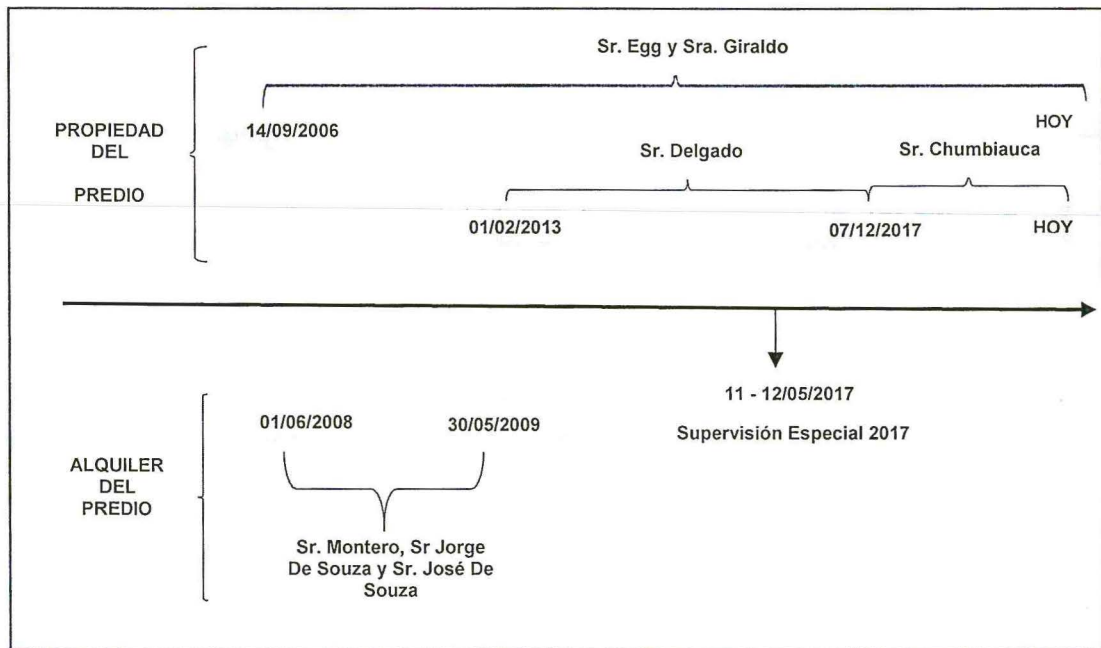 Sr. Egg y Sra. Giraldo
PROPIEDAD
DEL
PREDIO
14/09/2006
HOY
Sr. Delgado
Sr. Chumbiauca
01/02/2013
07/12/2017
HOY
11 - 12/05/2017
Supervisión Especial 2017
ALQUILER
DEL
PREDIO
01/06/2008
30/05/2009
Sr. Montero, Sr Jorge
De Souza y Sr. José De
Souza